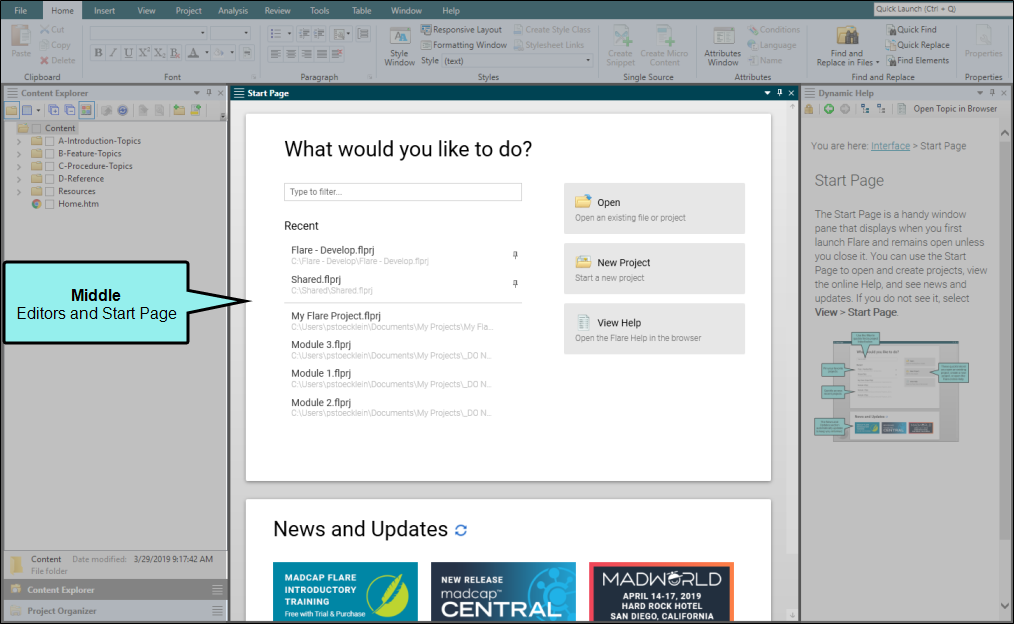 File Home Insert View Project Analysis Review Tools Table Window Help
Quick Launch (Ctrl + Q)
Paste
Cut
Copy
Delete
Clipboard
B I U X² X₂ B A
Font
Paragraph
Style Window
Responsive Layout
Formatting Window
Style (text)
Create Style Class
Stylesheet Links
Styles
Create Snippet
Create Micro Content
Single Source
Attributes Window
Conditions
Language
Name
Attributes
Find and Replace in Files
Quick Find
Quick Replace
Find Elements
Find and Replace
Properties
Properties
Content Explorer
Content
A-Introduction-Topics
B-Feature-Topics
C-Procedure-Topics
D-Reference
Resources
Home.htm
Middle
Editors and Start Page
Content Date modified: 3/29/2019 9:17:42 AM
File folder
Content Explorer
Project Organizer
Start Page
What would you like to do?
Type to filter...
Recent
Flare - Develop.flprj
C:\Flare - Develop\Flare - Develop.flprj
Shared.flprj
C:\Shared\Shared.flprj
My Flare Project.flprj
C:\Users\pstoecklein\Documents\My Projects\My Fla...
Module 3.flprj
C:\Users\pstoecklein\Documents\My Projects\_DO N...
Module 1.flprj
C:\Users\pstoecklein\Documents\My Projects\_DO N...
Module 2.flprj
C:\Users\pstoecklein\Documents\My Projects\_DO N...
Open
Open an existing file or project
New Project
Start a new project
View Help
Open the Flare Help in the browser
News and Updates
MADCAP FLARE
INTRODUCTORY
TRAINING
Free with Trial & Purchase
NEW RELEASE
madcap™
CENTRAL
MADWORLD
APRIL 14-17, 2019
HARD ROCK HOTEL
SAN DIEGO, CALIFORNIA
Dynamic Help
Open Topic in Browser
You are here: Interface > Start Page
Start Page
The Start Page is a handy window
pane that displays when you first
launch Flare and remains open unless
you close it. You can use the Start
Page to open and create projects, view
the online Help, and see news and
updates. If you do not see it, select
View > Start Page.
What would you like to do?
News and Updates